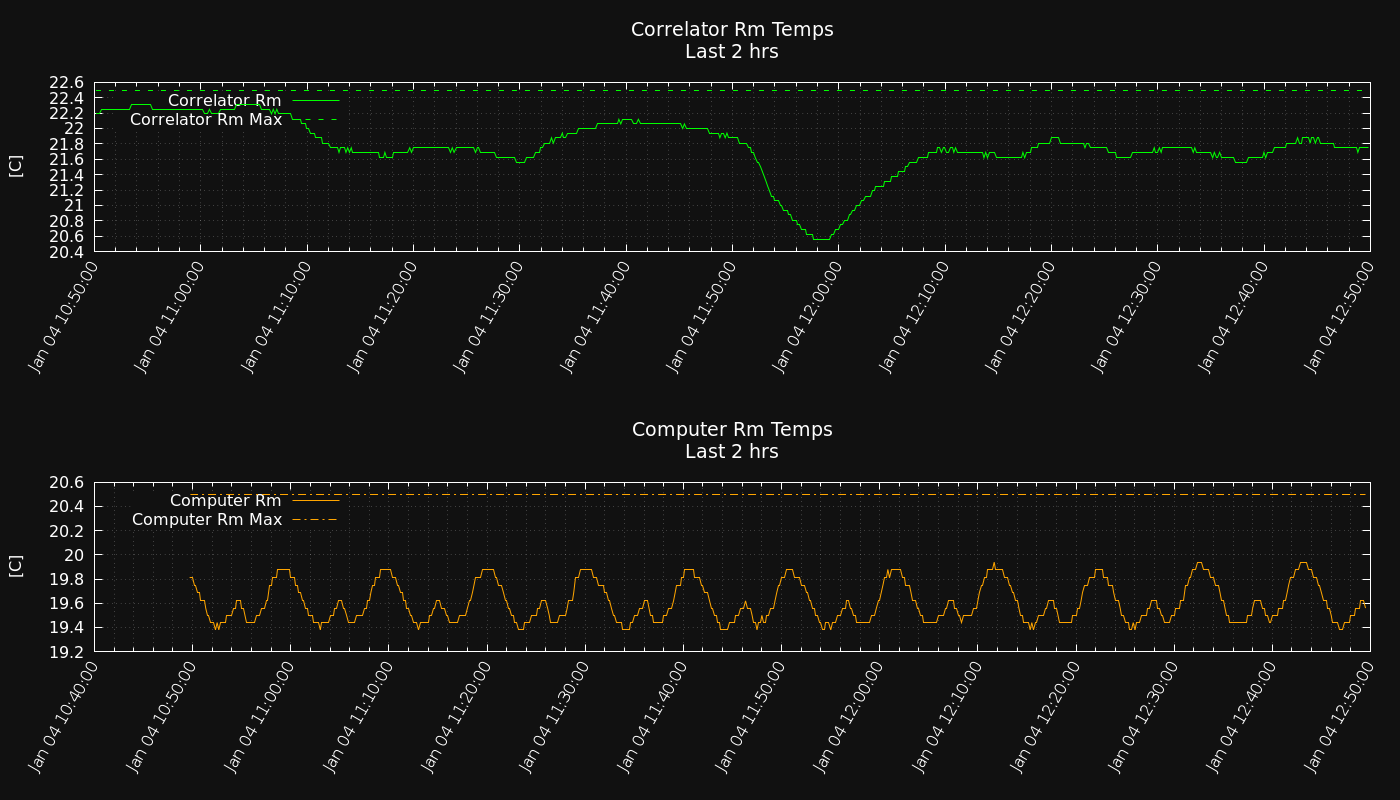 Correlator Rm Temps
Last 2 hrs
22.6
22.4
22.2
22
21.8
21.6
21.4
21.2
21
20.8
20.6
20.4
[C]
Correlator Rm
Correlator Rm Max
Jan 04 10:50:00
Jan 04 11:00:00
Jan 04 11:10:00
Jan 04 11:20:00
Jan 04 11:30:00
Jan 04 11:40:00
Jan 04 11:50:00
Jan 04 12:00:00
Jan 04 12:10:00
Jan 04 12:20:00
Jan 04 12:30:00
Jan 04 12:40:00
Jan 04 12:50:00
Computer Rm Temps
Last 2 hrs
20.6
20.4
20.2
20
19.8
19.6
19.4
19.2
[C]
Computer Rm
Computer Rm Max
Jan 04 10:40:00
Jan 04 10:50:00
Jan 04 11:00:00
Jan 04 11:10:00
Jan 04 11:20:00
Jan 04 11:30:00
Jan 04 11:40:00
Jan 04 11:50:00
Jan 04 12:00:00
Jan 04 12:10:00
Jan 04 12:20:00
Jan 04 12:30:00
Jan 04 12:40:00
Jan 04 12:50:00